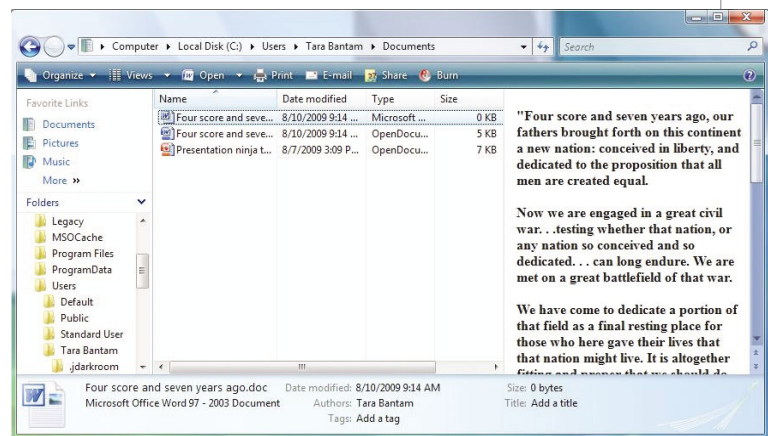 Computer Local Disk (C:) Users Tara Bantam Documents Search
Organize Views Open Print E-mail Share Burn
Favorite Links
Documents
Pictures
Music
More »
Folders
Legacy
MSOCache
Program Files
ProgramData
Users
Default
Public
Standard User
Tara Bantam
.jdarkroom
Name Date modified Type Size
Four score and seve... 8/10/2009 9:14 ... Microsoft ... 0 KB
Four score and seve... 8/10/2009 9:14 ... OpenDocu... 5 KB
Presentation ninja t... 8/7/2009 3:09 P... OpenDocu... 7 KB
"Four score and seven years ago, our
fathers brought forth on this continent
a new nation: conceived in liberty, and
dedicated to the proposition that all
men are created equal.
Now we are engaged in a great civil
war. . .testing whether that nation, or
any nation so conceived and so
dedicated. . . can long endure. We are
met on a great battlefield of that war.
We have come to dedicate a portion of
that field as a final resting place for
those who here gave their lives that
that nation might live. It is altogether
fitting and proper that we should do
Four score and seven years ago.doc Date modified: 8/10/2009 9:14 AM Size: 0 bytes
Microsoft Office Word 97 - 2003 Document Authors: Tara Bantam Title: Add a title
Tags: Add a tag